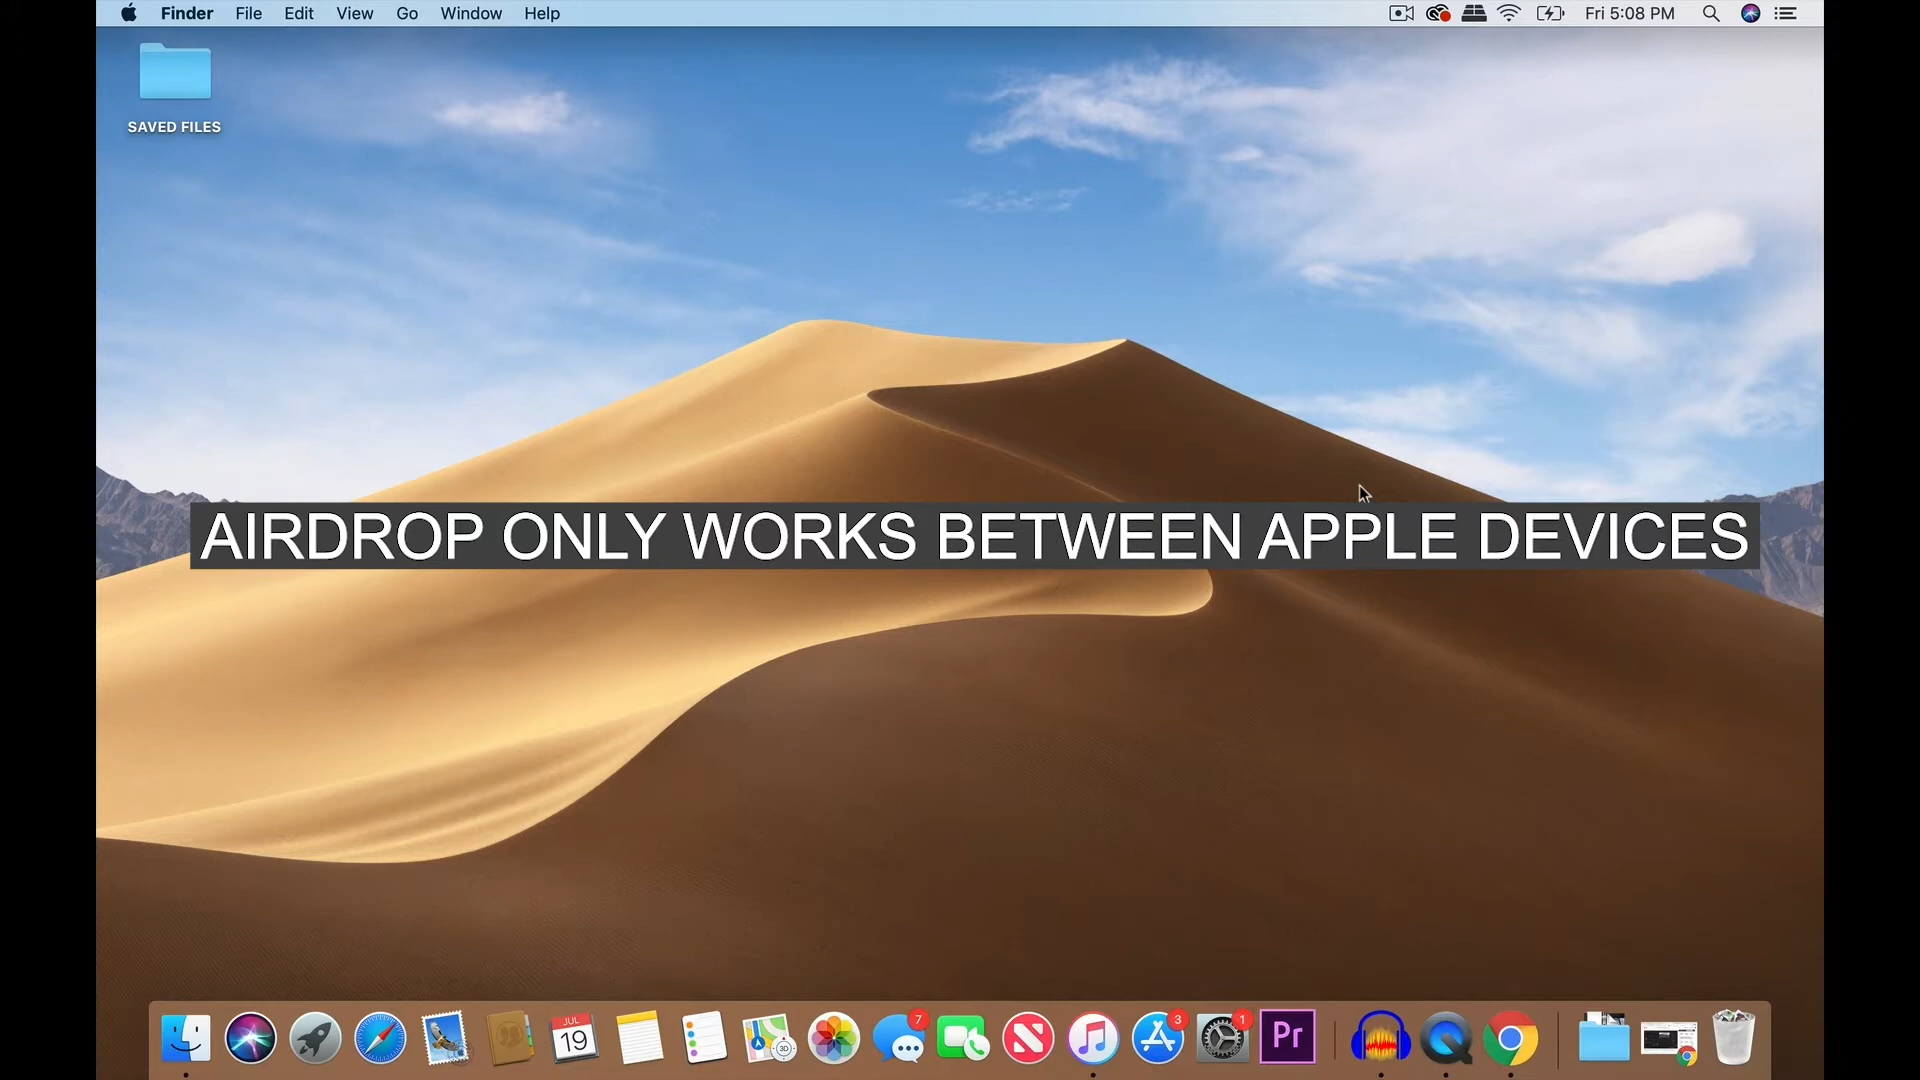 Finder File Edit View Go Window Help Fri 5:08 PM
SAVED FILES
AIRDROP ONLY WORKS BETWEEN APPLE DEVICES
7 3 1
JUL
19
3D
Pr